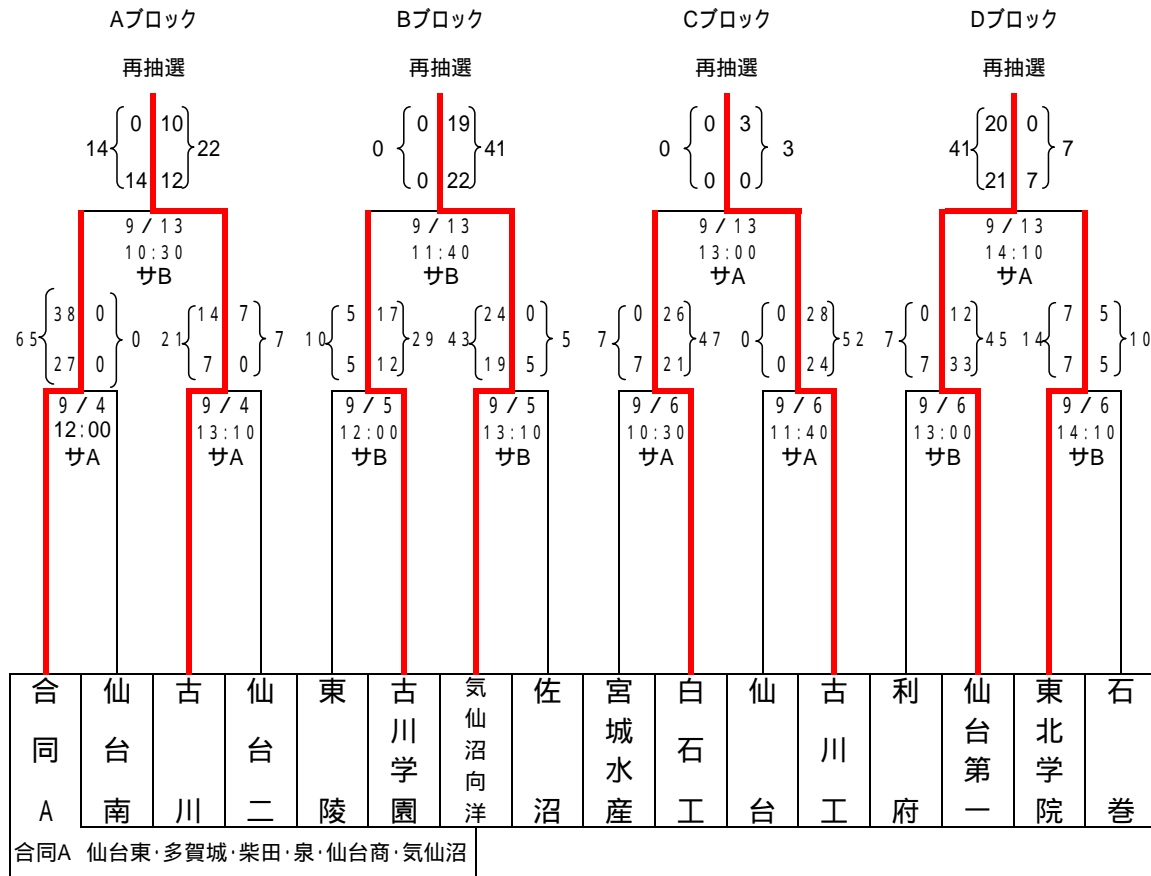 Aブロック Bブロック Cブロック Dブロック
再抽選 再抽選 再抽選 再抽選
0 10 0 19 0 3 20 0
14 22 0 41 0 3 41 7
14 12 0 22 0 0 21 7
9/13 9/13 9/13 9/13
10:30 11:40 13:00 14:10
サB サB サA サA
38 0 14 7 5 17 24 0 0 26 0 28 0 12 7 5
65 0 21 7 10 29 43 5 7 47 0 52 7 45 14 10
27 0 7 0 5 12 19 5 7 21 0 24 7 33 7 5
9/4 9/4 9/5 9/5 9/6 9/6 9/6 9/6
12:00 13:10 12:00 13:10 10:30 11:40 13:00 14:10
サA サA サB サB サA サA サB サB
合同A
仙台南
古川
仙台二
東陵
古川学園
気仙沼向洋
佐沼
宮城水産
白石工
仙台
古川工
利府
仙台第一
東北学院
石巻
合同A 仙台東・多賀城・柴田・泉・仙台商・気仙沼